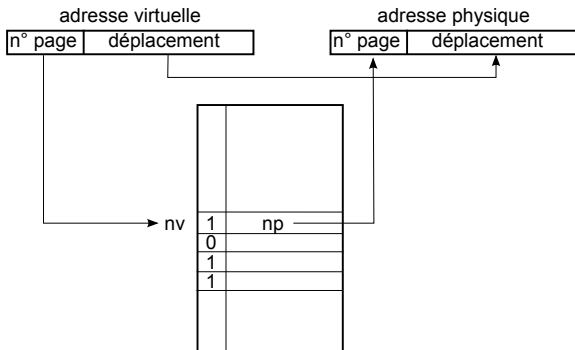 adresse virtuelle
adresse physique
n° page déplacement
n° page déplacement
nv 1 np
0
1
1